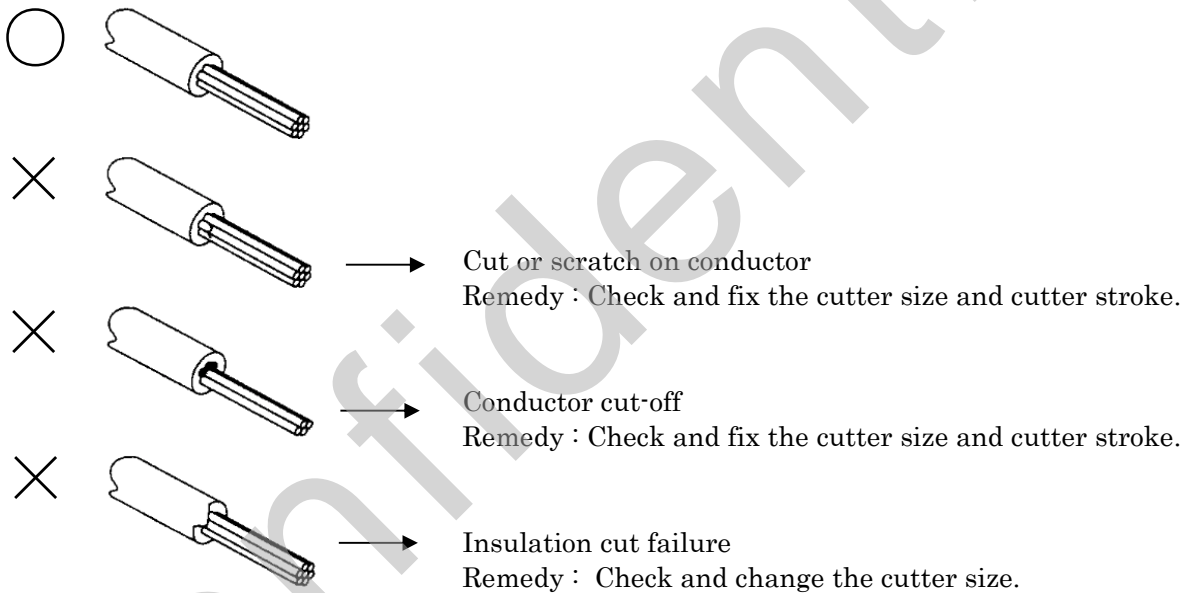 Cut or scratch on conductor
Remedy : Check and fix the cutter size and cutter stroke.
Conductor cut-off
Remedy : Check and fix the cutter size and cutter stroke.
Insulation cut failure
Remedy : Check and change the cutter size.